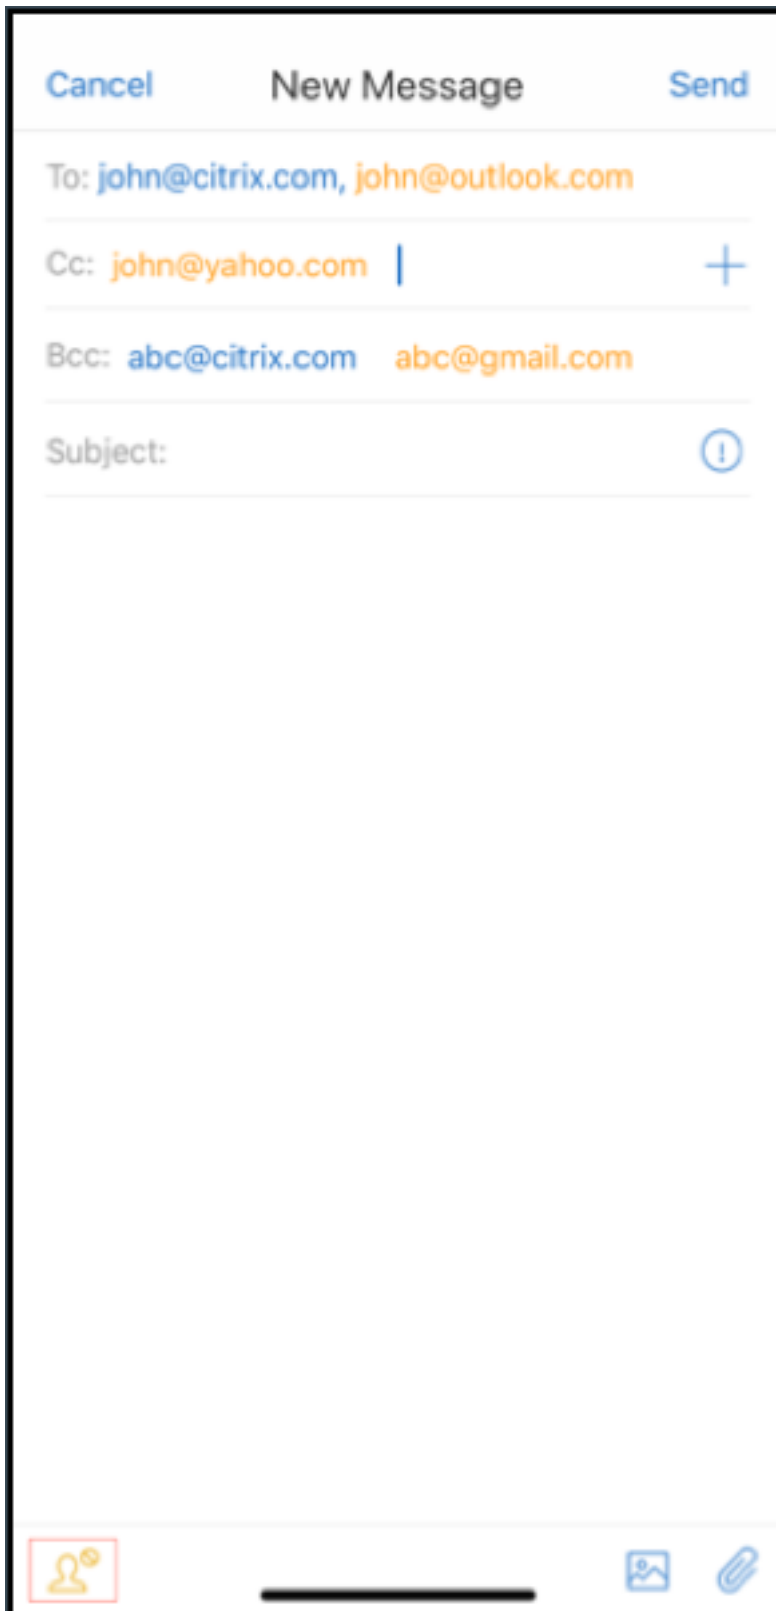 Cancel New Message Send
To: john@citrix.com, john@outlook.com
Cc: john@yahoo.com
Bcc: abc@citrix.com abc@gmail.com
Subject: